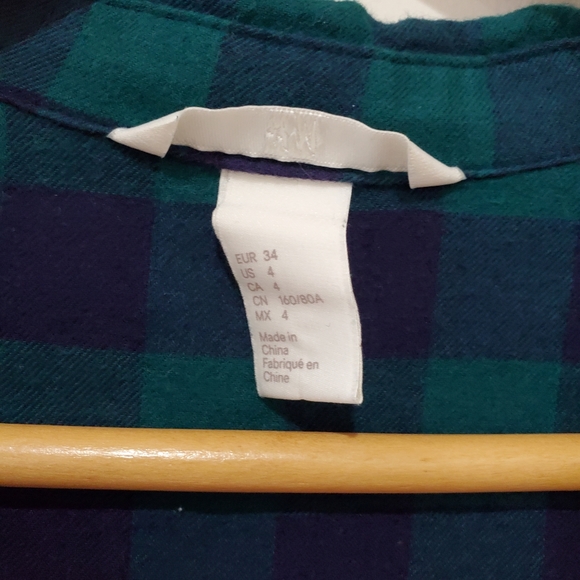 EUR 34
US 4
CA 4
CN 160/80A
MX 4
Made in
China
Fabriqué en
Chine